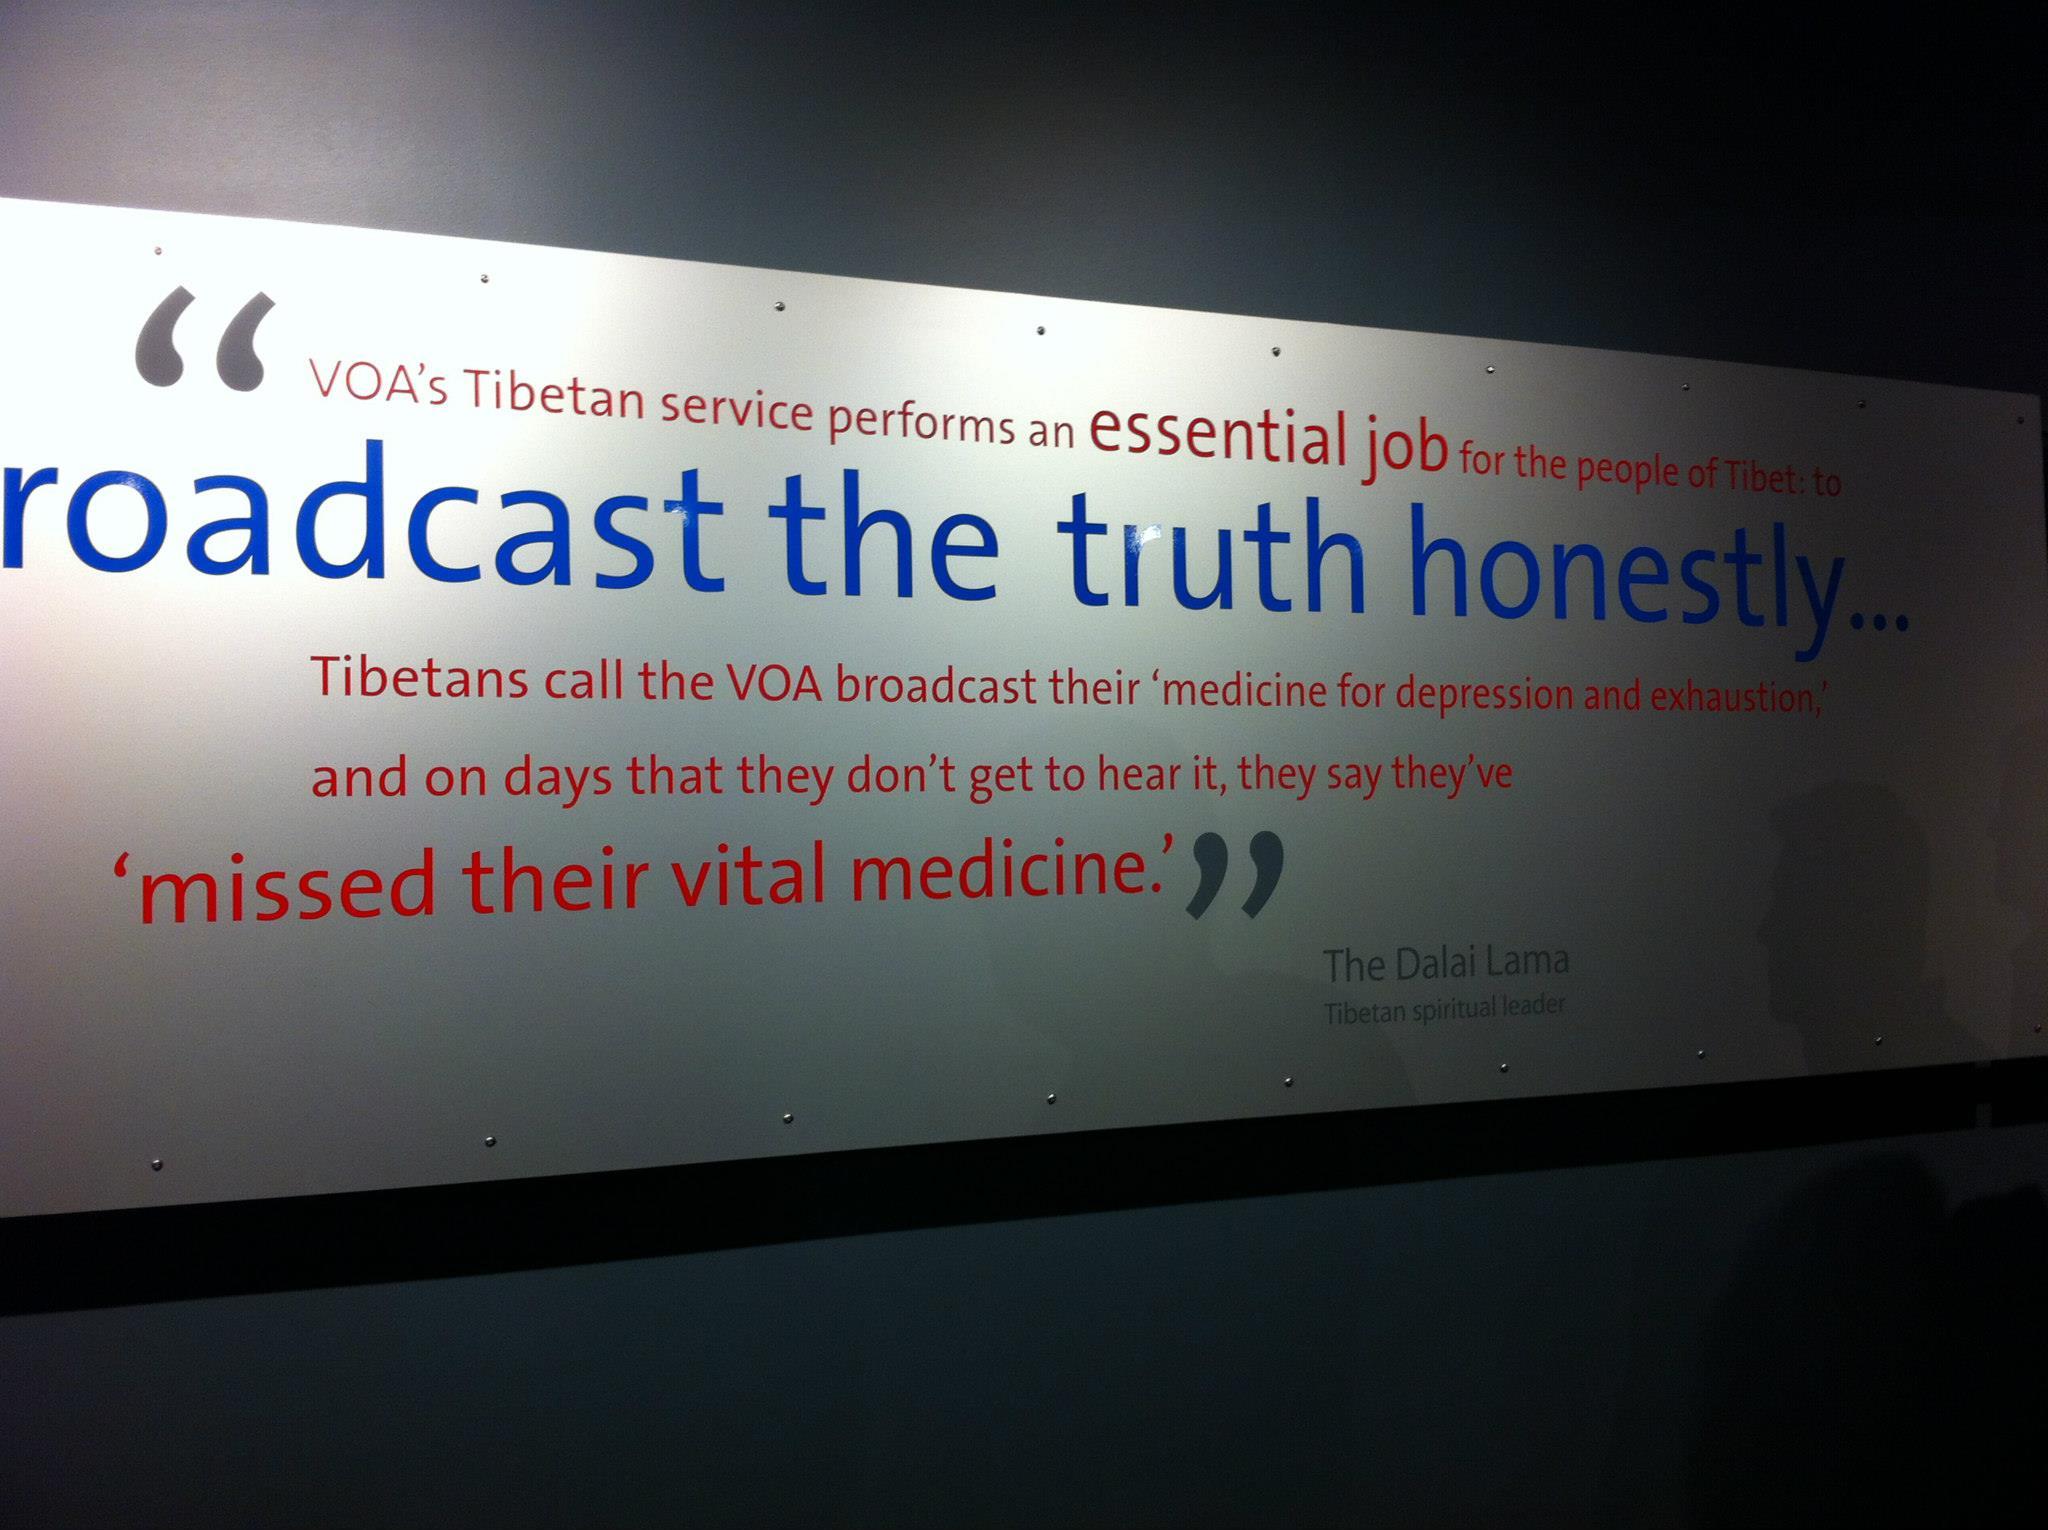 “VOA’s Tibetan service performs an essential job for the people of Tibet: to
roadcast the truth honestly...
Tibetans call the VOA broadcast their ‘medicine for depression and exhaustion,’
and on days that they don’t get to hear it, they say they’ve
‘missed their vital medicine.’”
The Dalai Lama
Tibetan spiritual leader